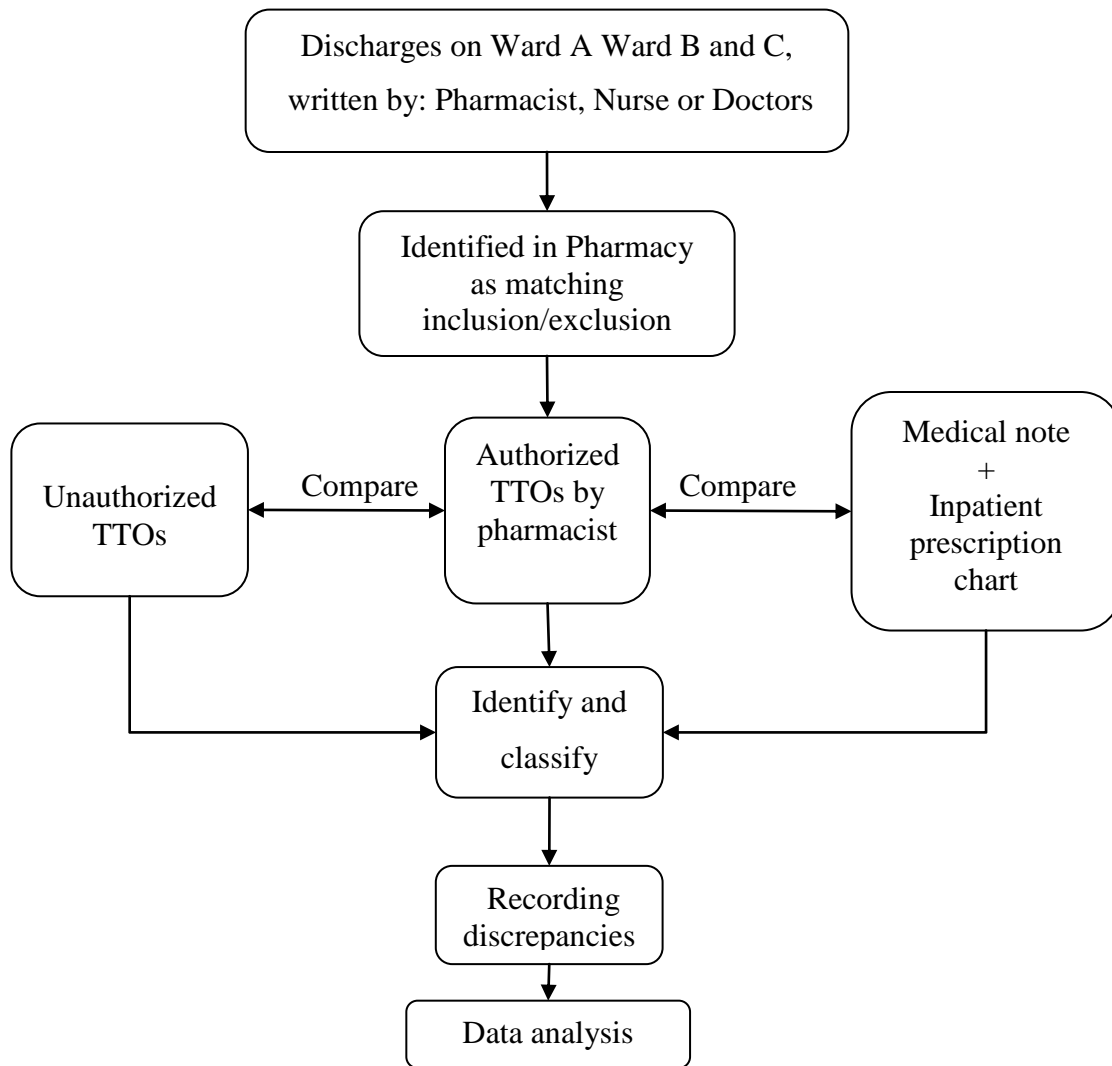 Discharges on Ward A Ward B and C,
written by: Pharmacist, Nurse or Doctors
Identified in Pharmacy
as matching
inclusion/exclusion
Unauthorized
TTOs
Compare
Authorized
TTOs by
pharmacist
Compare
Medical note
+
Inpatient
prescription
chart
Identify and
classify
Recording
discrepancies
Data analysis